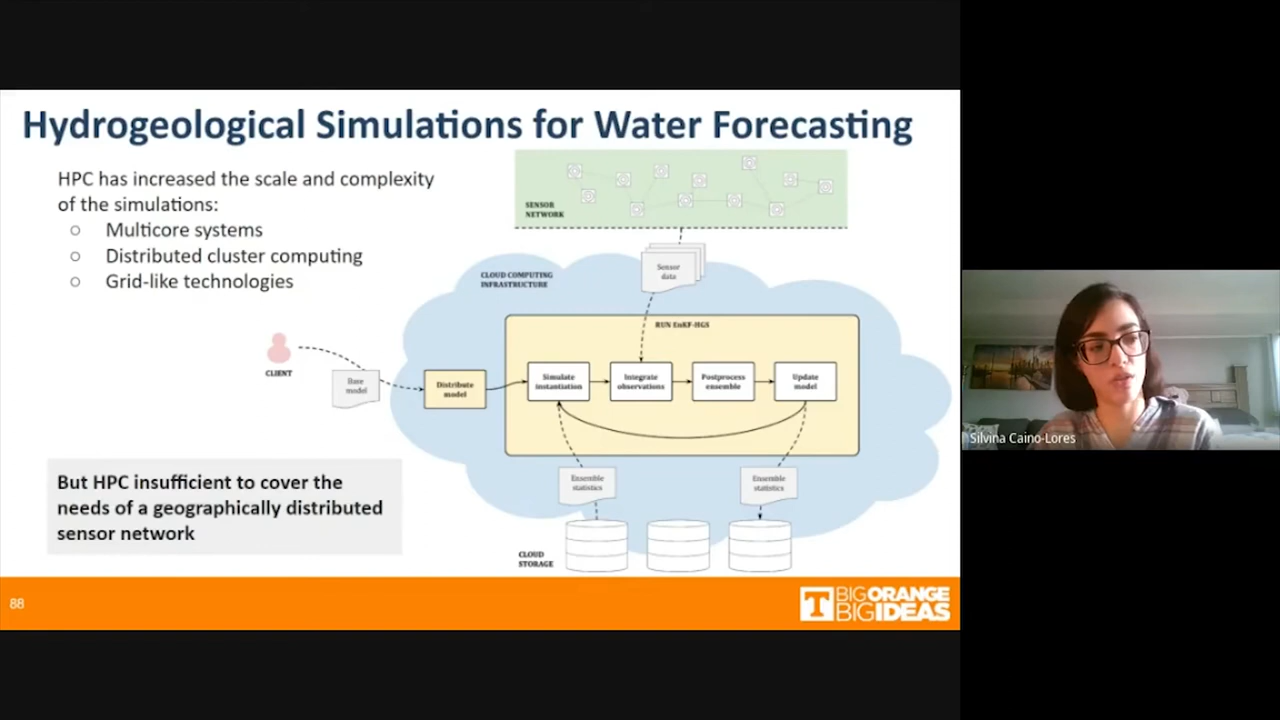 Hydrogeological Simulations for Water Forecasting
HPC has increased the scale and complexity
of the simulations:
○ Multicore systems
○ Distributed cluster computing
○ Grid-like technologies
SENSOR
NETWORK
CLOUD COMPUTING
INFRASTRUCTURE
Sensor
data
RUN EnKF-HGS
CLIENT
Base
model
Distribute
model
Simulate
instantiation
Integrate
observations
Postprocess
ensemble
Update
model
Ensemble
statistics
Ensemble
statistics
CLOUD
STORAGE
But HPC insufficient to cover the
needs of a geographically distributed
sensor network
88
T BIG ORANGE
BIG IDEAS
Silvina Caino-Lores